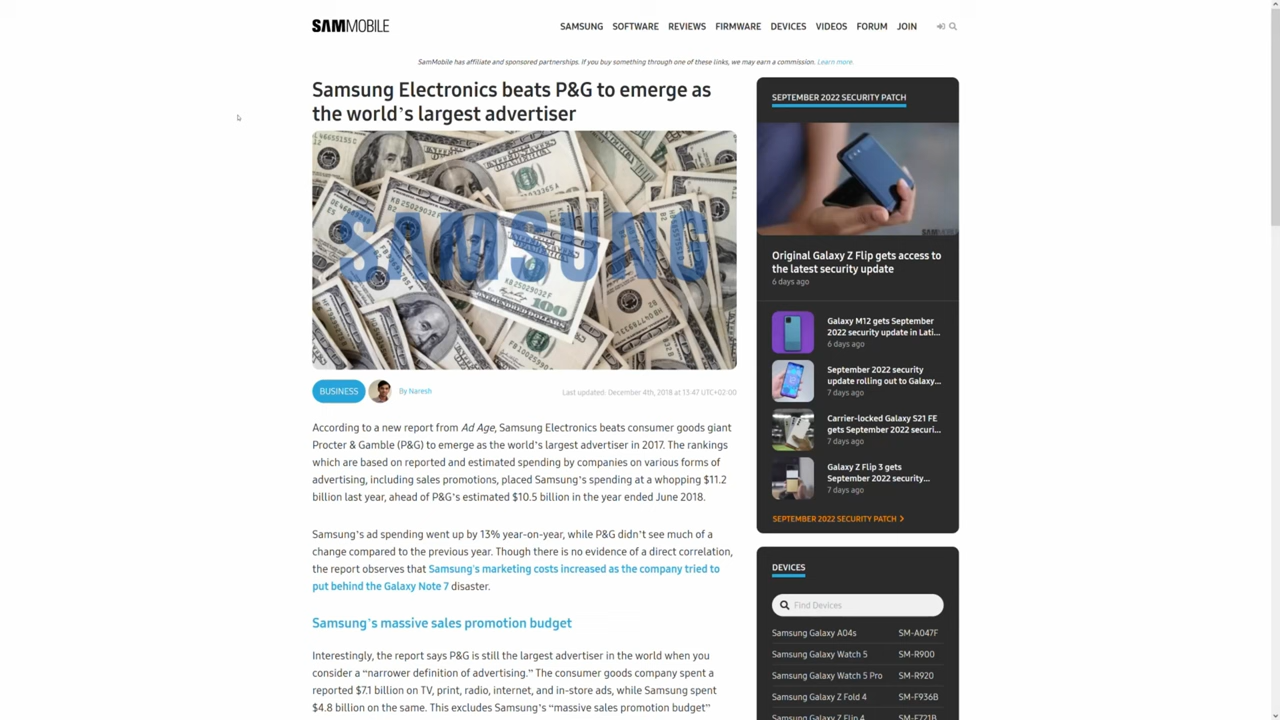 SAMMOBILE
SAMSUNG SOFTWARE REVIEWS FIRMWARE DEVICES VIDEOS FORUM JOIN
SamMobile has affiliate and sponsored partnerships. If you buy something through one of these links, we may earn a commission. Learn more.
Samsung Electronics beats P&G to emerge as
the world's largest advertiser
SAMSUNG
BUSINESS
By Naresh
Last updated: December 4th, 2018 at 13:47 UTC+02:00
According to a new report from Ad Age, Samsung Electronics beats consumer goods giant
Procter & Gamble (P&G) to emerge as the world's largest advertiser in 2017. The rankings
which are based on reported and estimated spending by companies on various forms of
advertising, including sales promotions, placed Samsung's spending at a whopping $11.2
billion last year, ahead of P&G's estimated $10.5 billion in the year ended June 2018.
Samsung's ad spending went up by 13% year-on-year, while P&G didn't see much of a
change compared to the previous year. Though there is no evidence of a direct correlation,
the report observes that Samsung's marketing costs increased as the company tried to
put behind the Galaxy Note 7 disaster.
Samsung's massive sales promotion budget
Interestingly, the report says P&G is still the largest advertiser in the world when you
consider a "narrower definition of advertising." The consumer goods company spent a
reported $7.1 billion on TV, print, radio, internet, and in-store ads, while Samsung spent
$4.8 billion on the same. This excludes Samsung's "massive sales promotion budget"
SEPTEMBER 2022 SECURITY PATCH
SAMMOBILE
Original Galaxy Z Flip gets access to
the latest security update
6 days ago
Galaxy M12 gets September
2022 security update in Lati...
6 days ago
September 2022 security
update rolling out to Galaxy...
7 days ago
Carrier-locked Galaxy S21 FE
gets September 2022 securi...
7 days ago
Galaxy Z Flip 3 gets
September 2022 security...
7 days ago
SEPTEMBER 2022 SECURITY PATCH
DEVICES
Find Devices
Samsung Galaxy A04s SM-A047F
Samsung Galaxy Watch 5 SM-R900
Samsung Galaxy Watch 5 Pro SM-R920
Samsung Galaxy Z Fold 4 SM-F936B
Samsung Galaxy Z Flip 4 SM-F721B